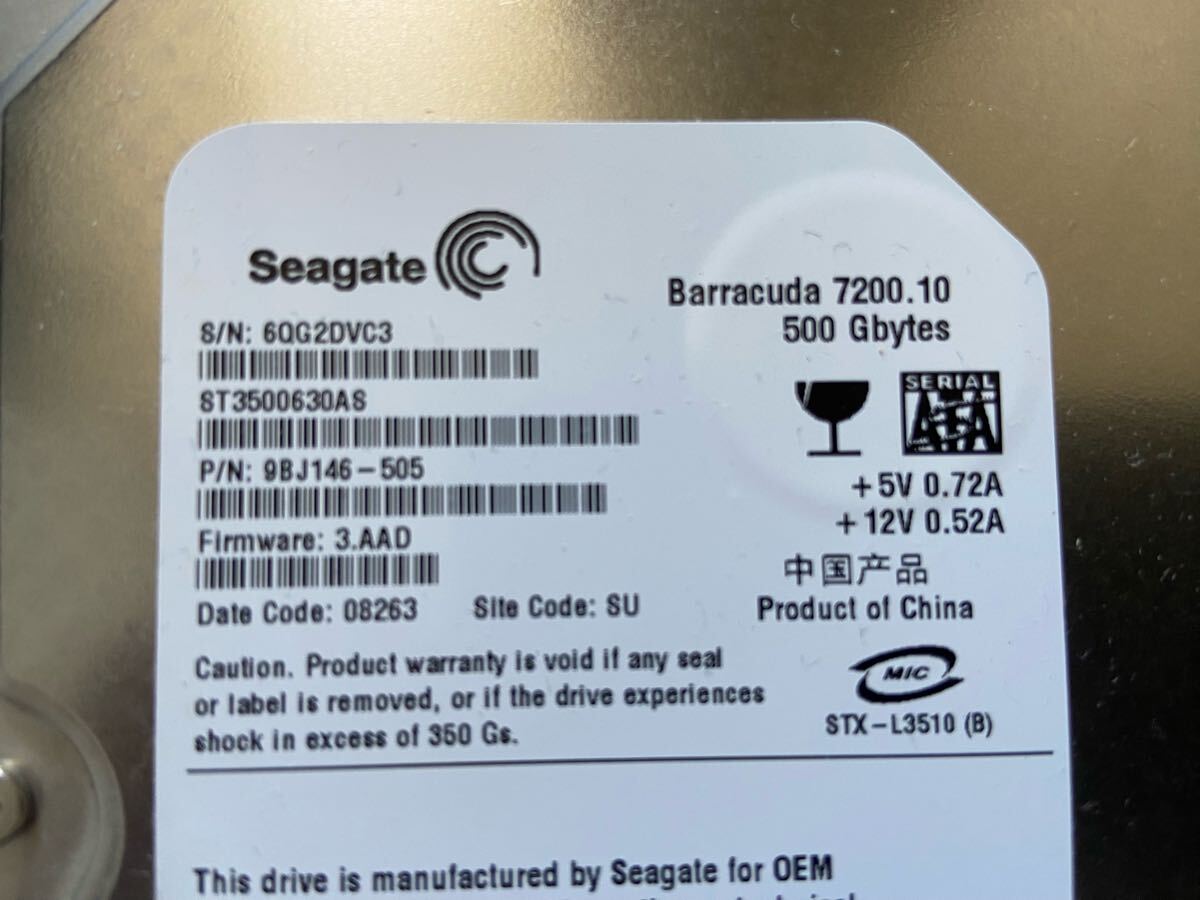 Seagate
Barracuda 7200.10
500 Gbytes
S/N: 6QG2DVC3
ST3500630AS
P/N: 9BJ146-505
Firmware: 3.AAD
Date Code: 08263 Site Code: SU
SERIAL
ATA
+5V 0.72A
+12V 0.52A
中国产品
Product of China
Caution. Product warranty is void if any seal
or label is removed, or if the drive experiences
shock in excess of 350 Gs.
MIC
STX-L3510 (B)
This drive is manufactured by Seagate for OEM